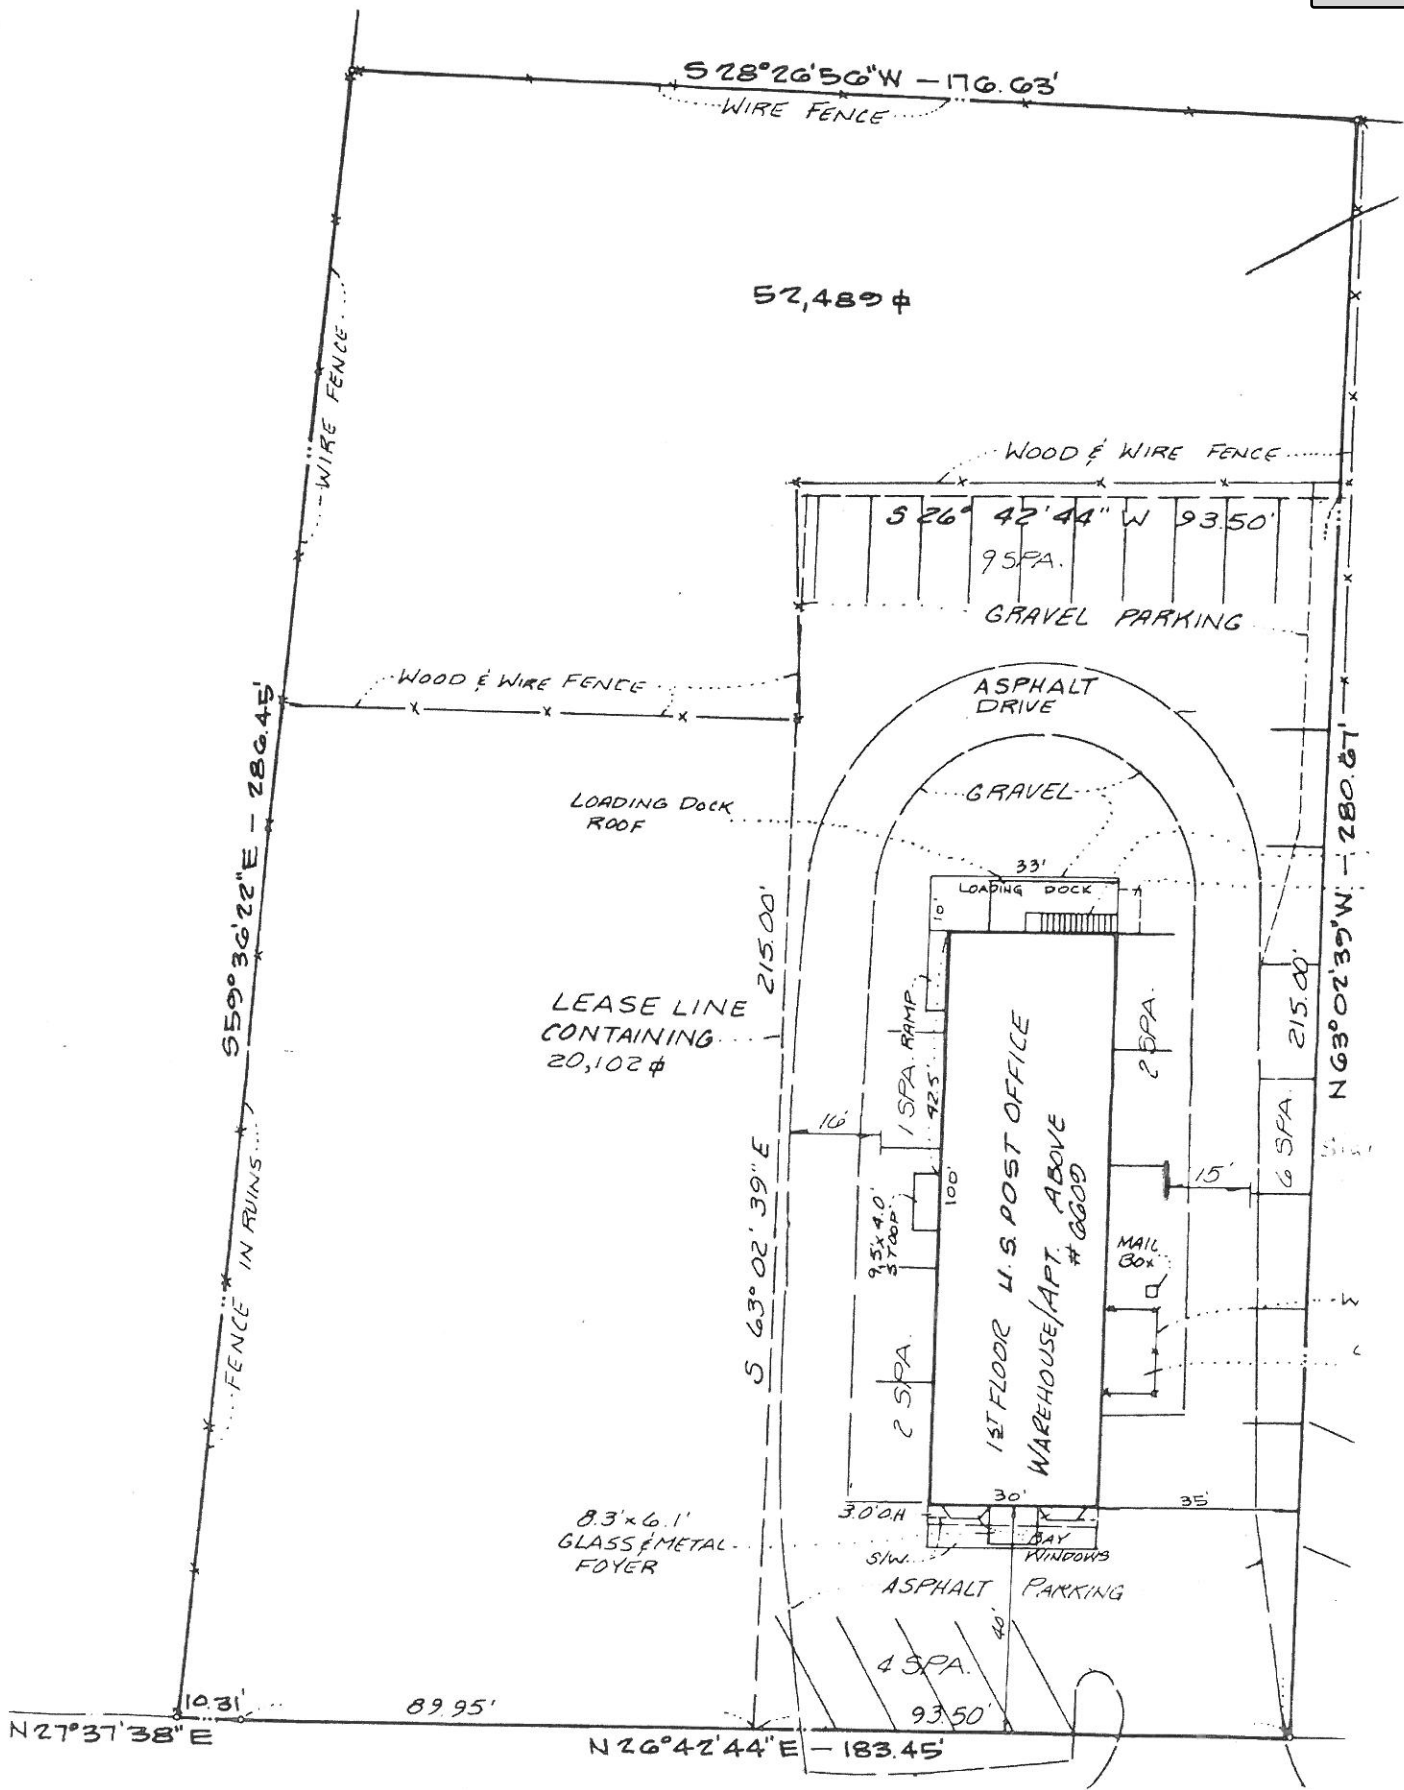 S 28°26'56" W — 176.63'
WIRE FENCE
52,489 ⌽
WIRE FENCE
WOOD & WIRE FENCE
S 26° 42'44" W 93.50'
9 SPA.
GRAVEL PARKING
WOOD & WIRE FENCE
ASPHALT
DRIVE
S59°36'22"E — 286.45'
N 63°02'39"W — 280.67'
GRAVEL
LOADING DOCK
ROOF
33'
LOADING DOCK
10'
215.00'
215.00'
LEASE LINE
CONTAINING
20,102 ⌽
1 SPA. RAMP
42.5'
2 SPA.
1ST FLOOR U.S. POST OFFICE
WAREHOUSE/APT. ABOVE
# 6609
16'
100'
15'
6 SPA.
S 63° 02' 39" E
9.5' x 4.0'
STOOP
MAIL
BOX
W
FENCE IN RUINS
2 SPA.
30'
35'
3.0' O.H
8.3' x 6.1'
GLASS & METAL
FOYER
S/W
BAY
WINDOWS
ASPHALT PARKING
40'
4 SPA.
10.31'
89.95'
93.50'
N27°37'38"E
N 26°42'44"E — 183.45'